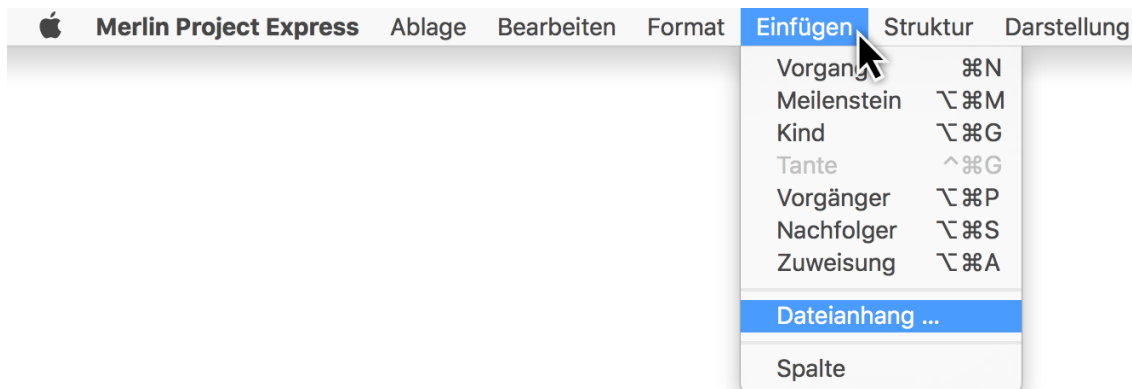 Merlin Project Express Ablage Bearbeiten Format Einfügen Struktur Darstellung
Vorgang ⌘N
Meilenstein ⌥⌘M
Kind ⌥⌘G
Tante ^⌘G
Vorgänger ⌥⌘P
Nachfolger ⌥⌘S
Zuweisung ⌥⌘A
Dateianhang ...
Spalte